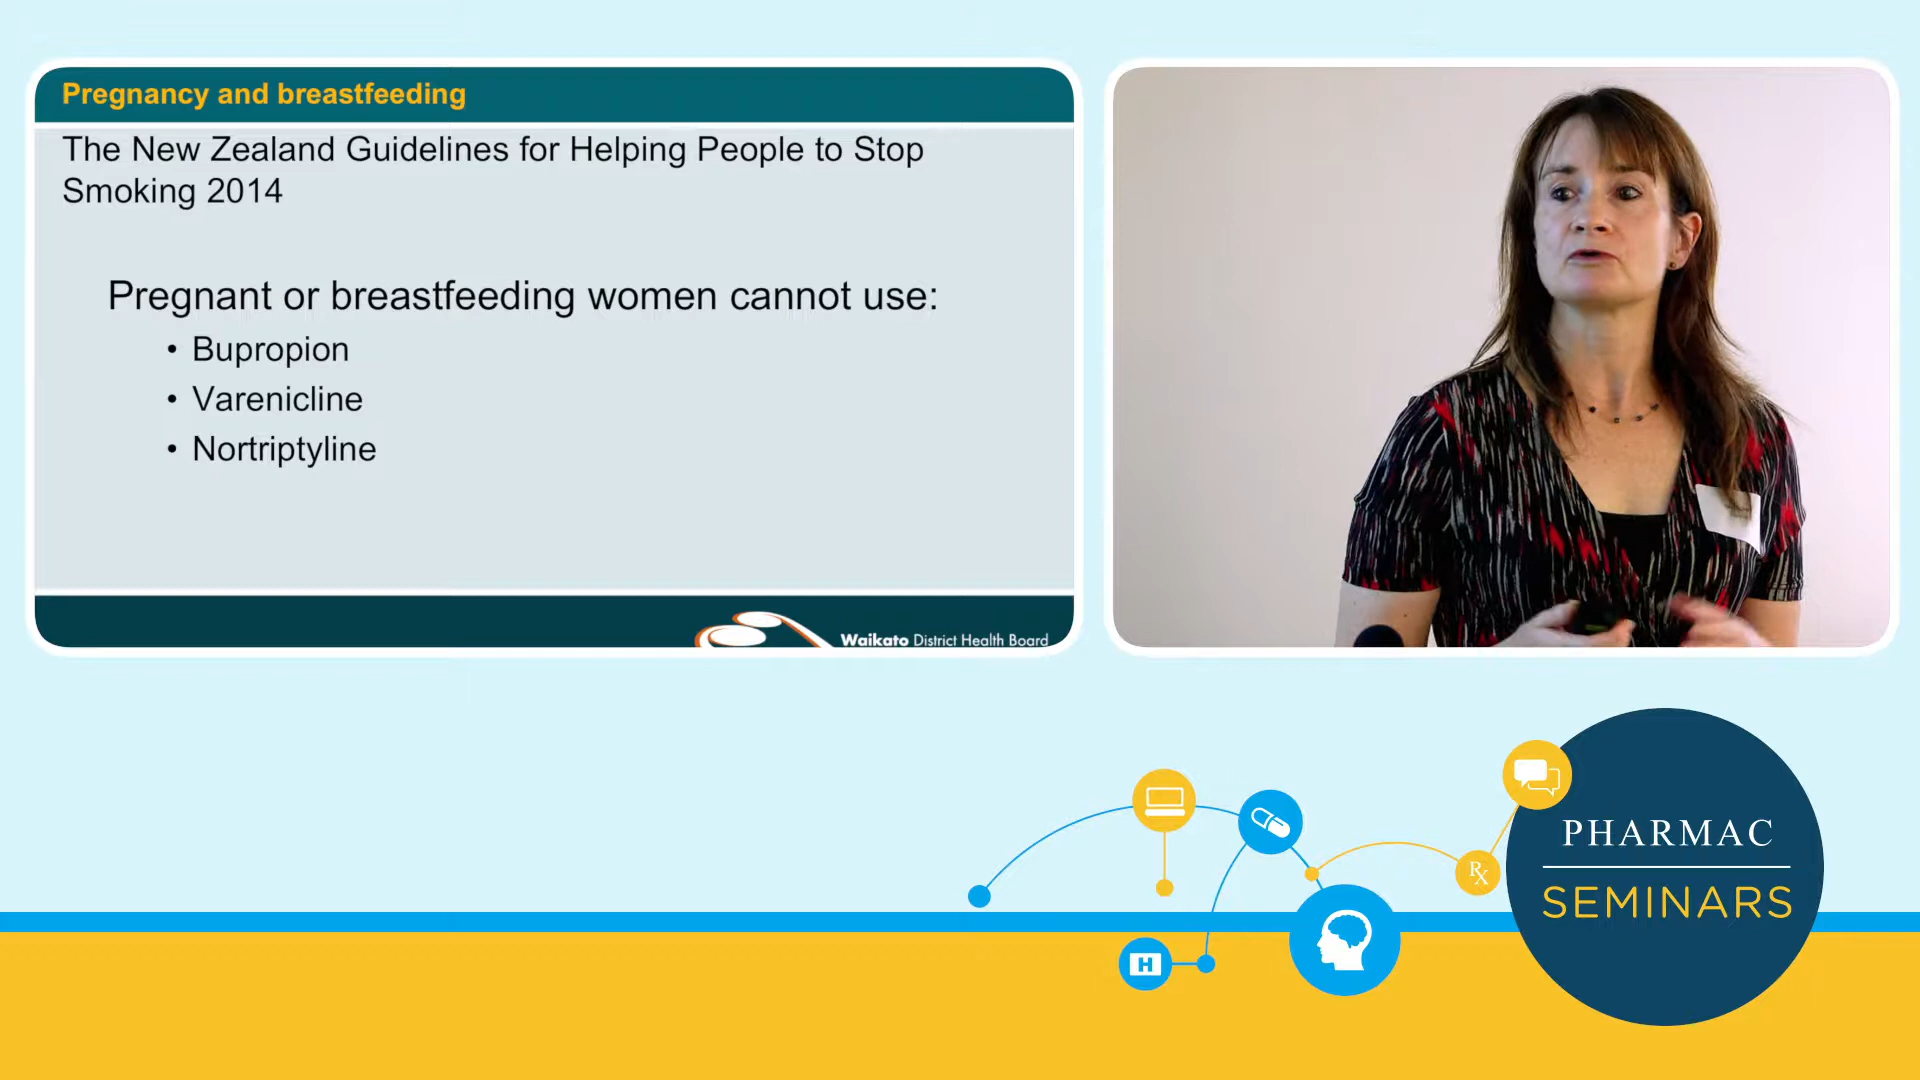 Pregnancy and breastfeeding
The New Zealand Guidelines for Helping People to Stop
Smoking 2014
Pregnant or breastfeeding women cannot use:
• Bupropion
• Varenicline
• Nortriptyline
Waikato District Health Board
PHARMAC
SEMINARS
Rx
H